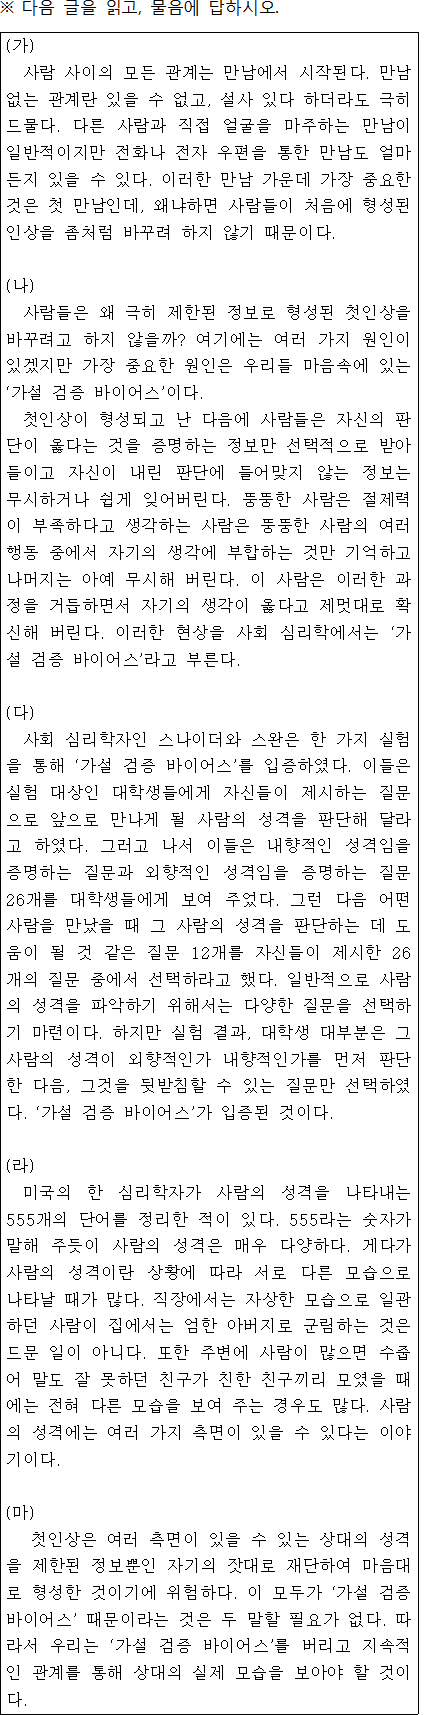 ※ 다음 글을 읽고, 물음에 답하시오.
(가)
사람 사이의 모든 관계는 만남에서 시작된다. 만남
없는 관계란 있을 수 없고, 설사 있다 하더라도 극히
드물다. 다른 사람과 직접 얼굴을 마주하는 만남이
일반적이지만 전화나 전자 우편을 통한 만남도 얼마
든지 있을 수 있다. 이러한 만남 가운데 가장 중요한
것은 첫 만남인데, 왜냐하면 사람들이 처음에 형성된
인상을 좀처럼 바꾸려 하지 않기 때문이다.
(나)
사람들은 왜 극히 제한된 정보로 형성된 첫인상을
바꾸려고 하지 않을까? 여기에는 여러 가지 원인이
있겠지만 가장 중요한 원인은 우리들 마음속에 있는
‘가설 검증 바이어스’이다.
첫인상이 형성되고 난 다음에 사람들은 자신의 판
단이 옳다는 것을 증명하는 정보만 선택적으로 받아
들이고 자신이 내린 판단에 들어맞지 않는 정보는
무시하거나 쉽게 잊어버린다. 뚱뚱한 사람은 절제력
이 부족하다고 생각하는 사람은 뚱뚱한 사람의 여러
행동 중에서 자기의 생각에 부합하는 것만 기억하고
나머지는 아예 무시해 버린다. 이 사람은 이러한 과
정을 거듭하면서 자기의 생각이 옳다고 제멋대로 확
신해 버린다. 이러한 현상을 사회 심리학에서는 ‘가
설 검증 바이어스’라고 부른다.
(다)
사회 심리학자인 스나이더와 스완은 한 가지 실험
을 통해 ‘가설 검증 바이어스’를 입증하였다. 이들은
실험 대상인 대학생들에게 자신들이 제시하는 질문
으로 앞으로 만나게 될 사람의 성격을 판단해 달라
고 하였다. 그러고 나서 이들은 내향적인 성격임을
증명하는 질문과 외향적인 성격임을 증명하는 질문
26개를 대학생들에게 보여 주었다. 그런 다음 어떤
사람을 만났을 때 그 사람의 성격을 판단하는 데 도
움이 될 것 같은 질문 12개를 자신들이 제시한 26
개의 질문 중에서 선택하라고 했다. 일반적으로 사람
의 성격을 파악하기 위해서는 다양한 질문을 선택하
기 마련이다. 하지만 실험 결과, 대학생 대부분은 그
사람의 성격이 외향적인가 내향적인가를 먼저 판단
한 다음, 그것을 뒷받침할 수 있는 질문만 선택하였
다. ‘가설 검증 바이어스’가 입증된 것이다.
(라)
미국의 한 심리학자가 사람의 성격을 나타내는
555개의 단어를 정리한 적이 있다. 555라는 숫자가
말해 주듯이 사람의 성격은 매우 다양하다. 게다가
사람의 성격이란 상황에 따라 서로 다른 모습으로
나타날 때가 많다. 직장에서는 자상한 모습으로 일관
하던 사람이 집에서는 엄한 아버지로 군림하는 것은
드문 일이 아니다. 또한 주변에 사람이 많으면 수줍
어 말도 잘 못하던 친구가 친한 친구끼리 모였을 때
에는 전혀 다른 모습을 보여 주는 경우도 많다. 사람
의 성격에는 여러 가지 측면이 있을 수 있다는 이야
기이다.
(마)
첫인상은 여러 측면이 있을 수 있는 상대의 성격
을 제한된 정보뿐인 자기의 잣대로 재단하여 마음대
로 형성한 것이기에 위험하다. 이 모두가 ‘가설 검증
바이어스’ 때문이라는 것은 두 말할 필요가 없다. 따
라서 우리는 ‘가설 검증 바이어스’를 버리고 지속적
인 관계를 통해 상대의 실제 모습을 보아야 할 것이
다.